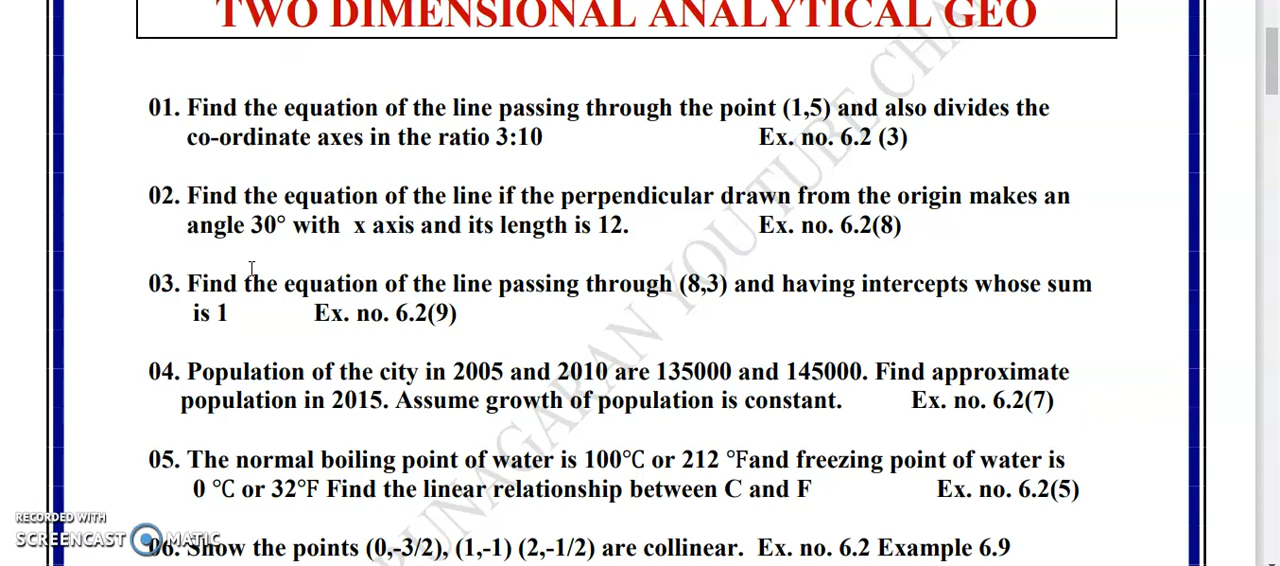 TWO DIMENSIONAL ANALYTICAL GEO
01. Find the equation of the line passing through the point (1,5) and also divides the
co-ordinate axes in the ratio 3:10 Ex. no. 6.2 (3)
02. Find the equation of the line if the perpendicular drawn from the origin makes an
angle 30° with x axis and its length is 12. Ex. no. 6.2(8)
03. Find the equation of the line passing through (8,3) and having intercepts whose sum
is 1 Ex. no. 6.2(9)
04. Population of the city in 2005 and 2010 are 135000 and 145000. Find approximate
population in 2015. Assume growth of population is constant. Ex. no. 6.2(7)
05. The normal boiling point of water is 100°C or 212 °Fand freezing point of water is
0 °C or 32°F Find the linear relationship between C and F Ex. no. 6.2(5)
06. Show the points (0,-3/2), (1,-1) (2,-1/2) are collinear. Ex. no. 6.2 Example 6.9
UNAGARAN YOU TUBE CHA
RECORDED WITH
SCREENCAST MATIC